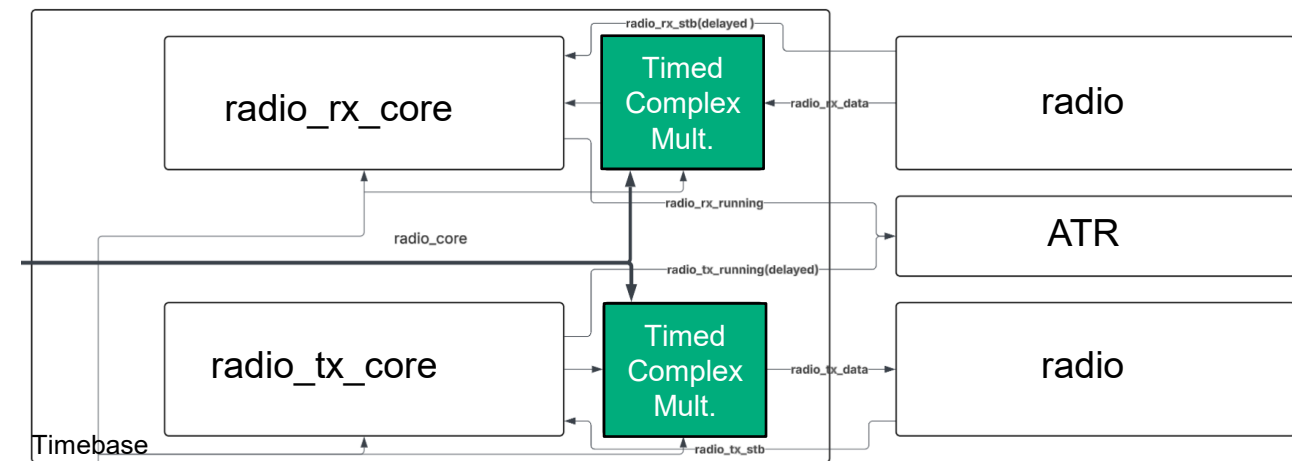 radio_rx_stb(delayed )
radio_rx_core
Timed
Complex
Mult.
radio_rx_data
radio
radio_rx_running
ATR
radio_core
radio_tx_running(delayed)
radio_tx_core
Timed
Complex
Mult.
radio_tx_data
radio
Timebase
radio_tx_stb